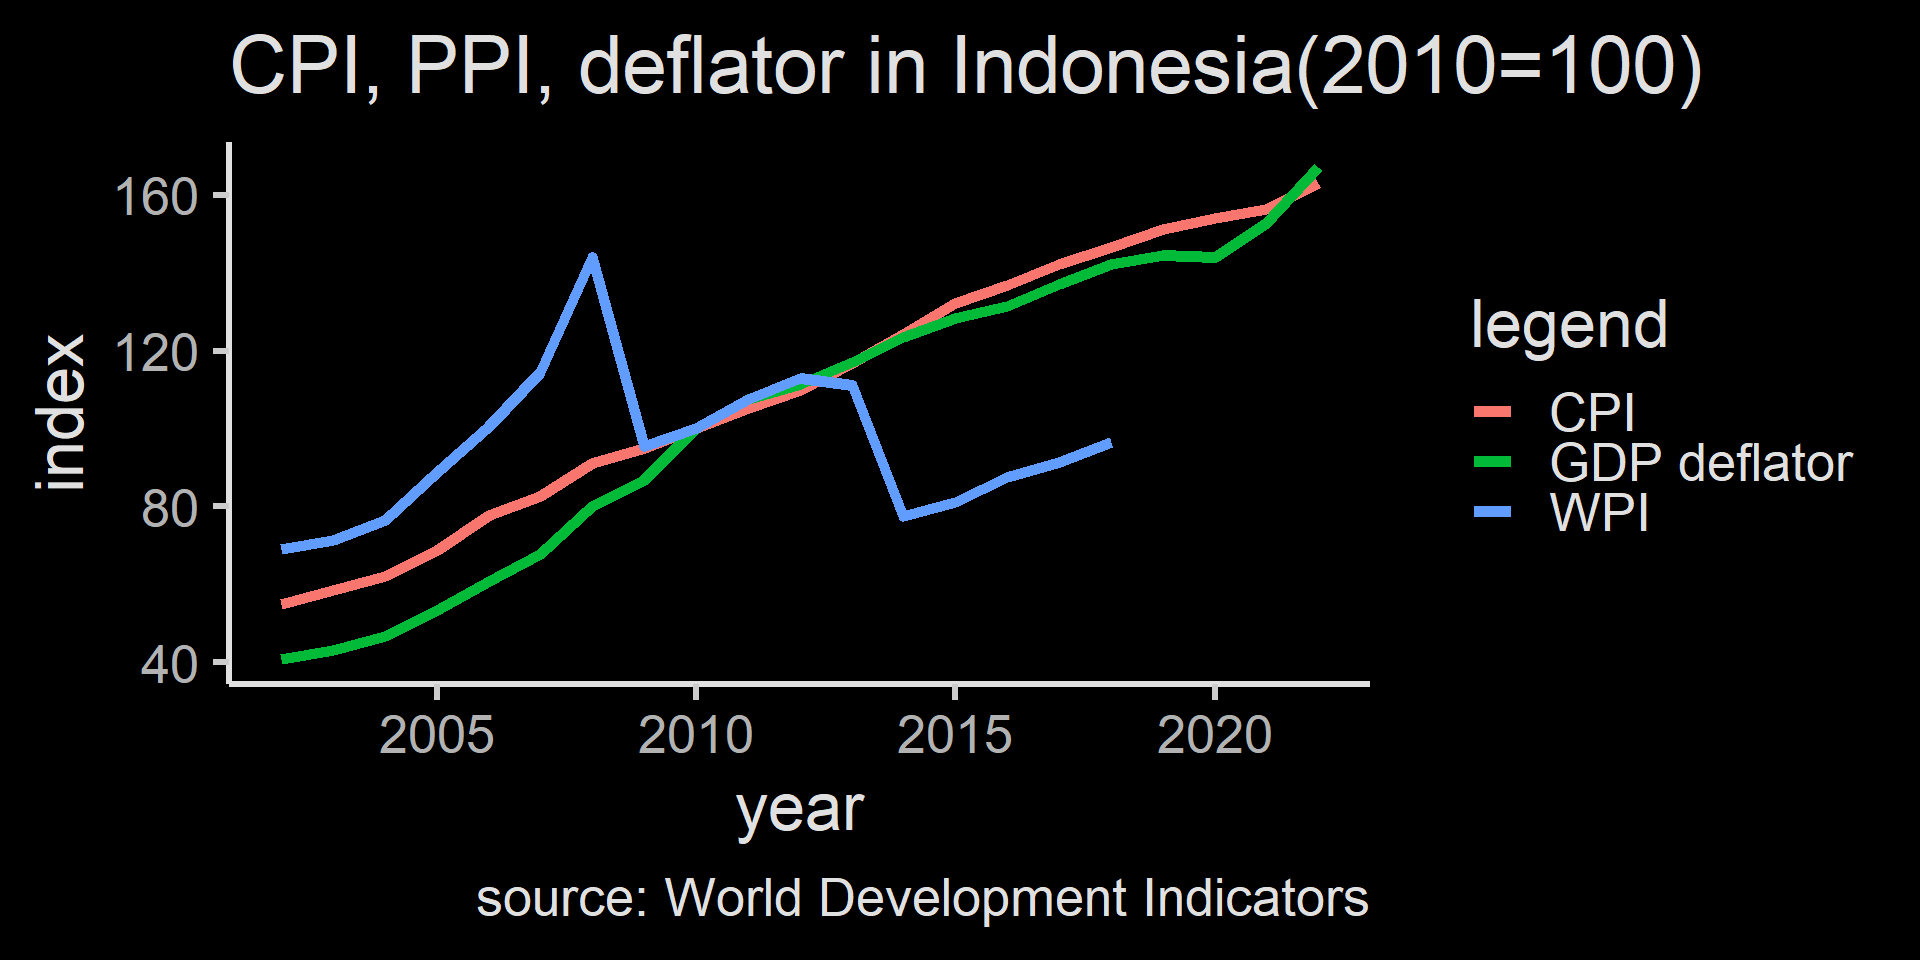 CPI, PPI, deflator in Indonesia(2010=100)
160
120
80
40
index
2005 2010 2015 2020
year
legend
CPI
GDP deflator
WPI
source: World Development Indicators